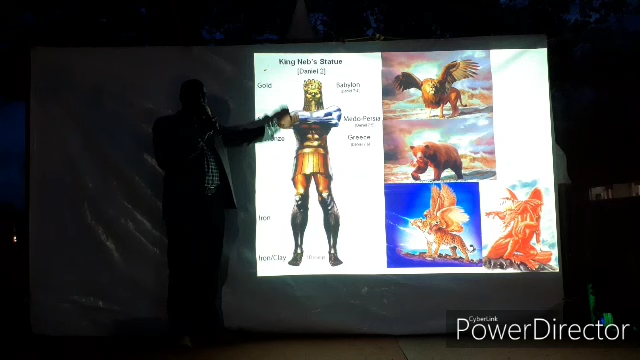 King Neb's Statue
[Daniel 2]
Gold
Babylon
Medo-Persia
Greece
Iron
Iron/Clay
CyberLink
PowerDirector